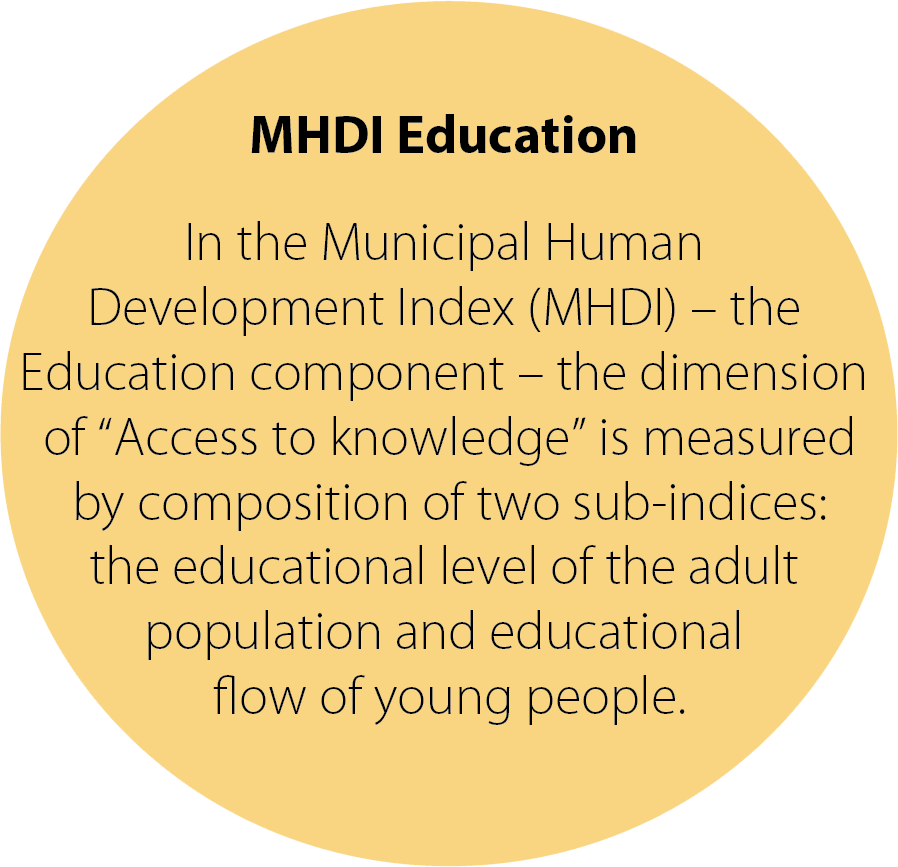 MHDI Education
In the Municipal Human
Development Index (MHDI) – the
Education component – the dimension
of “Access to knowledge” is measured
by composition of two sub-indices:
the educational level of the adult
population and educational
flow of young people.